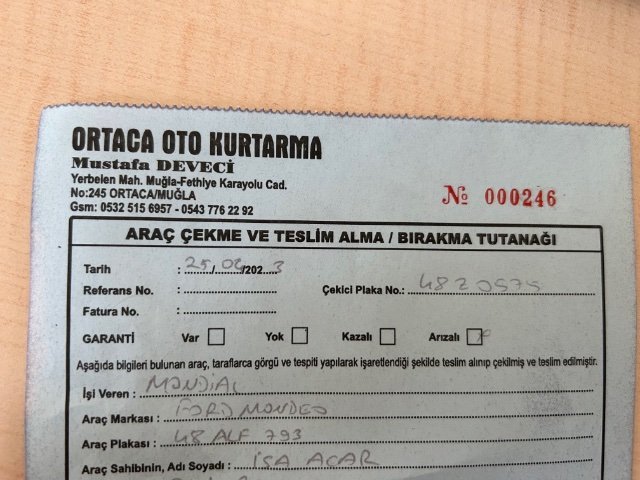 ORTACA OTO KURTARMA
Mustafa DEVECİ
Yerbelen Mah. Muğla-Fethiye Karayolu Cad.
No:245 ORTACA/MUĞLA
Gsm: 0532 515 6957 - 0543 776 22 92
№ 000246
ARAÇ ÇEKME VE TESLİM ALMA / BIRAKMA TUTANAĞI
Tarih : 25/04/2023
Referans No. :
Çekici Plaka No.:
Fatura No. :
GARANTİ Var Yok Kazalı Arızalı
Aşağıda bilgileri bulunan araç, taraflarca görgü ve tespiti yapılarak işaretlendiği şekilde teslim alınıp çekilmiş ve teslim edilmiştir.
İşi Veren : MONDIAL
Araç Markası : FORD MONDEO
Araç Plakası : 48 ALF 793
Araç Sahibinin, Adı Soyadı : İSA ACAR